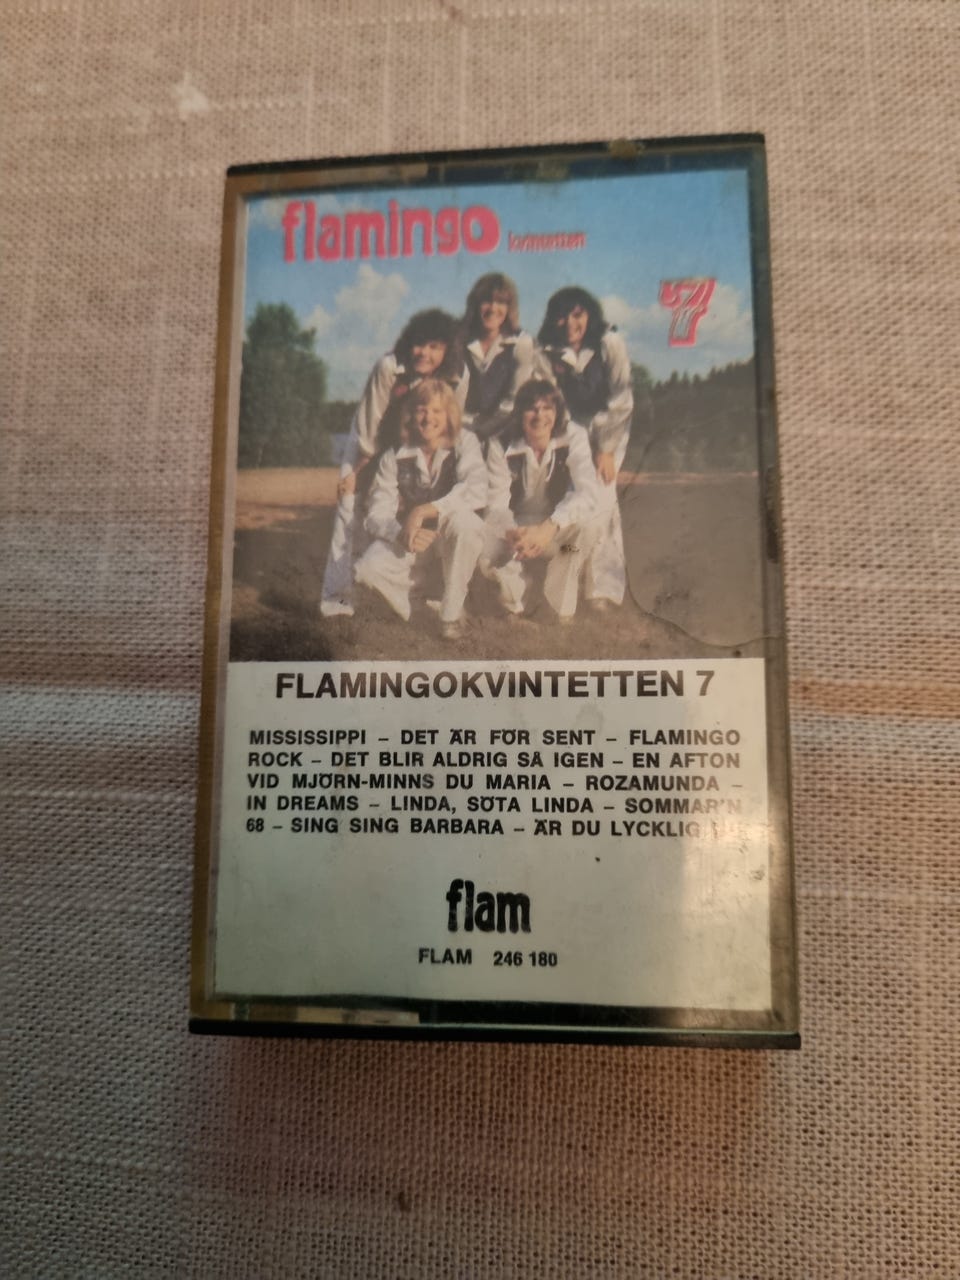 flamingo kvintetten
7
FLAMINGOKVINTETTEN 7
MISSISSIPPI – DET ÄR FÖR SENT – FLAMINGO
ROCK – DET BLIR ALDRIG SÅ IGEN – EN AFTON
VID MJÖRN-MINNS DU MARIA – ROZAMUNDA –
IN DREAMS – LINDA, SÖTA LINDA – SOMMAR'N
68 – SING SING BARBARA – ÄR DU LYCKLIG
flam
FLAM 246 180